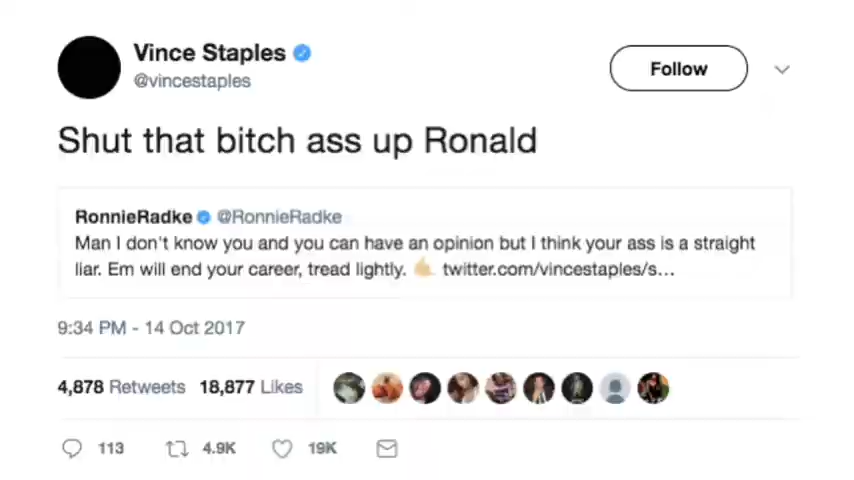 Vince Staples
@vincestaples
Follow
Shut that bitch ass up Ronald
RonnieRadke @RonnieRadke
Man I don't know you and you can have an opinion but I think your ass is a straight
liar. Em will end your career, tread lightly. 🤙🏼 twitter.com/vincestaples/s...
9:34 PM - 14 Oct 2017
4,878 Retweets 18,877 Likes
113 4.9K 19K